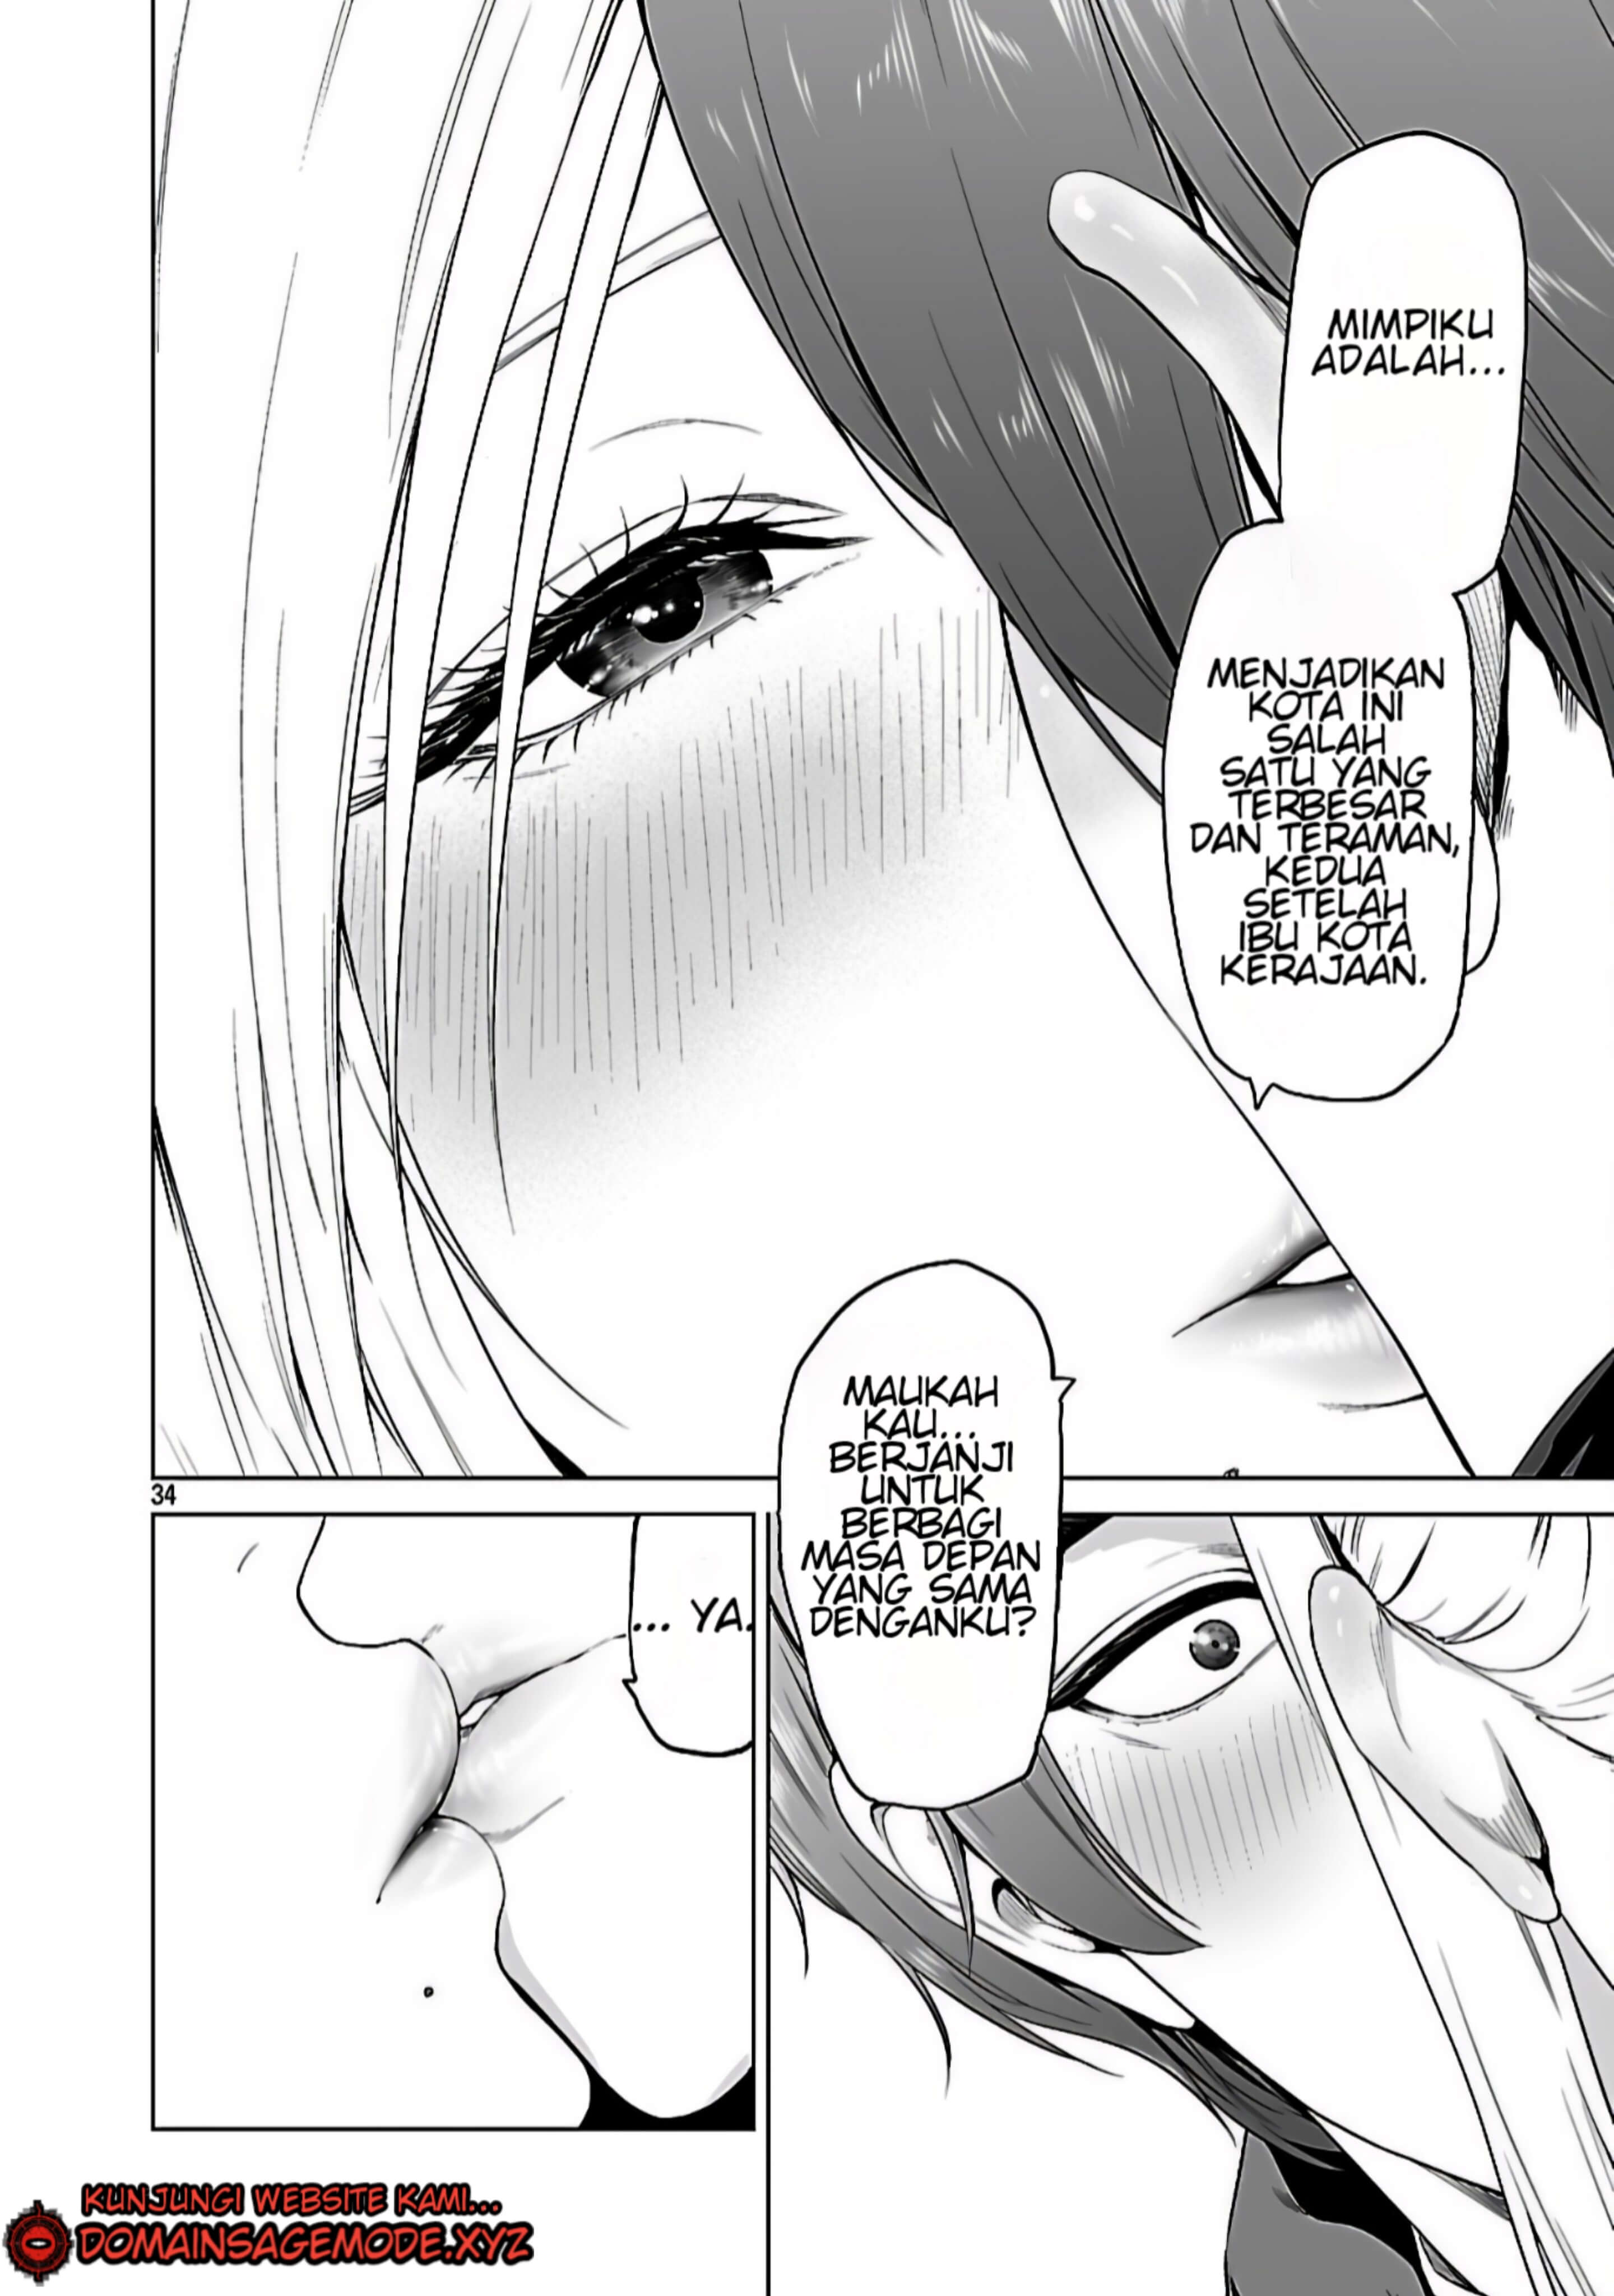 MIMPIKU
ADALAH...
MENJADIKAN
KOTA INI
SALAH
SATU YANG
TERBESAR
DAN TERAMAN,
KEDUA
SETELAH
IBU KOTA
KERAJAAN.
MAUKAH
KAU...
BERJANJI
UNTUK
BERBAGI
MASA DEPAN
YANG SAMA
DENGANKU?
... YA.
34
KUNJUNGI WEBSITE KAMI...
DOMAINSAGEMODE.XYZ